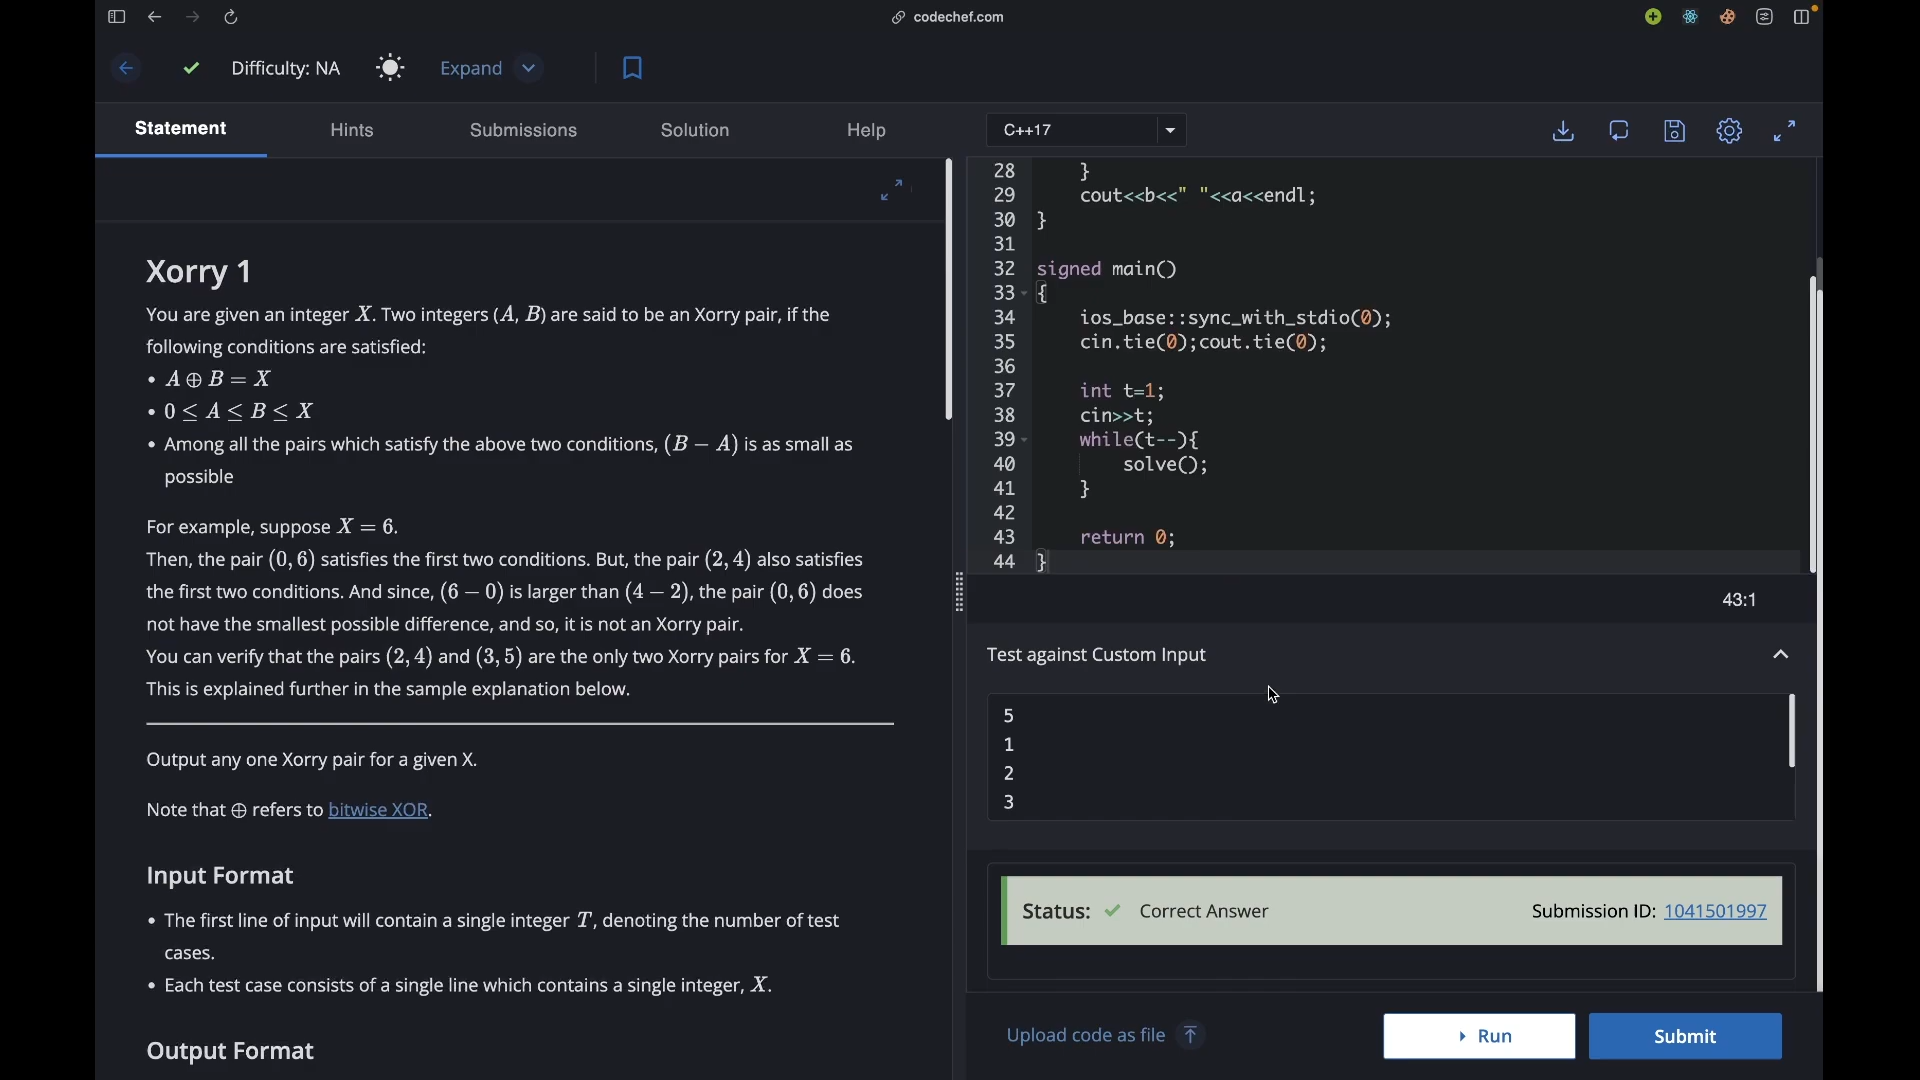 codechef.com
Difficulty: NA
Expand
Statement
Hints
Submissions
Solution
Help
C++17
Xorry 1
You are given an integer X. Two integers (A, B) are said to be an Xorry pair, if the
following conditions are satisfied:
• A ⊕ B = X
• 0 ≤ A ≤ B ≤ X
• Among all the pairs which satisfy the above two conditions, (B − A) is as small as
possible
For example, suppose X = 6.
Then, the pair (0, 6) satisfies the first two conditions. But, the pair (2, 4) also satisfies
the first two conditions. And since, (6 − 0) is larger than (4 − 2), the pair (0, 6) does
not have the smallest possible difference, and so, it is not an Xorry pair.
You can verify that the pairs (2, 4) and (3, 5) are the only two Xorry pairs for X = 6.
This is explained further in the sample explanation below.
Output any one Xorry pair for a given X.
Note that ⊕ refers to bitwise XOR.
Input Format
• The first line of input will contain a single integer T, denoting the number of test
cases.
• Each test case consists of a single line which contains a single integer, X.
Output Format
28 }
29 cout<<b<<" "<<a<<endl;
30 }
31
32 signed main()
33 {
34 ios_base::sync_with_stdio(0);
35 cin.tie(0);cout.tie(0);
36
37 int t=1;
38 cin>>t;
39 while(t--){
40 solve();
41 }
42
43 return 0;
44 }
43:1
Test against Custom Input
5
1
2
3
Status: ✓ Correct Answer
Submission ID: 1041501997
Upload code as file
Run
Submit